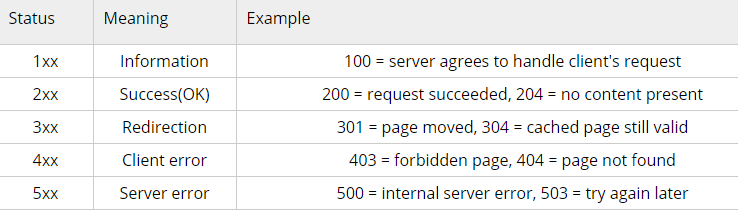 Status Meaning Example
1xx Information 100 = server agrees to handle client's request
2xx Success(OK) 200 = request succeeded, 204 = no content present
3xx Redirection 301 = page moved, 304 = cached page still valid
4xx Client error 403 = forbidden page, 404 = page not found
5xx Server error 500 = internal server error, 503 = try again later